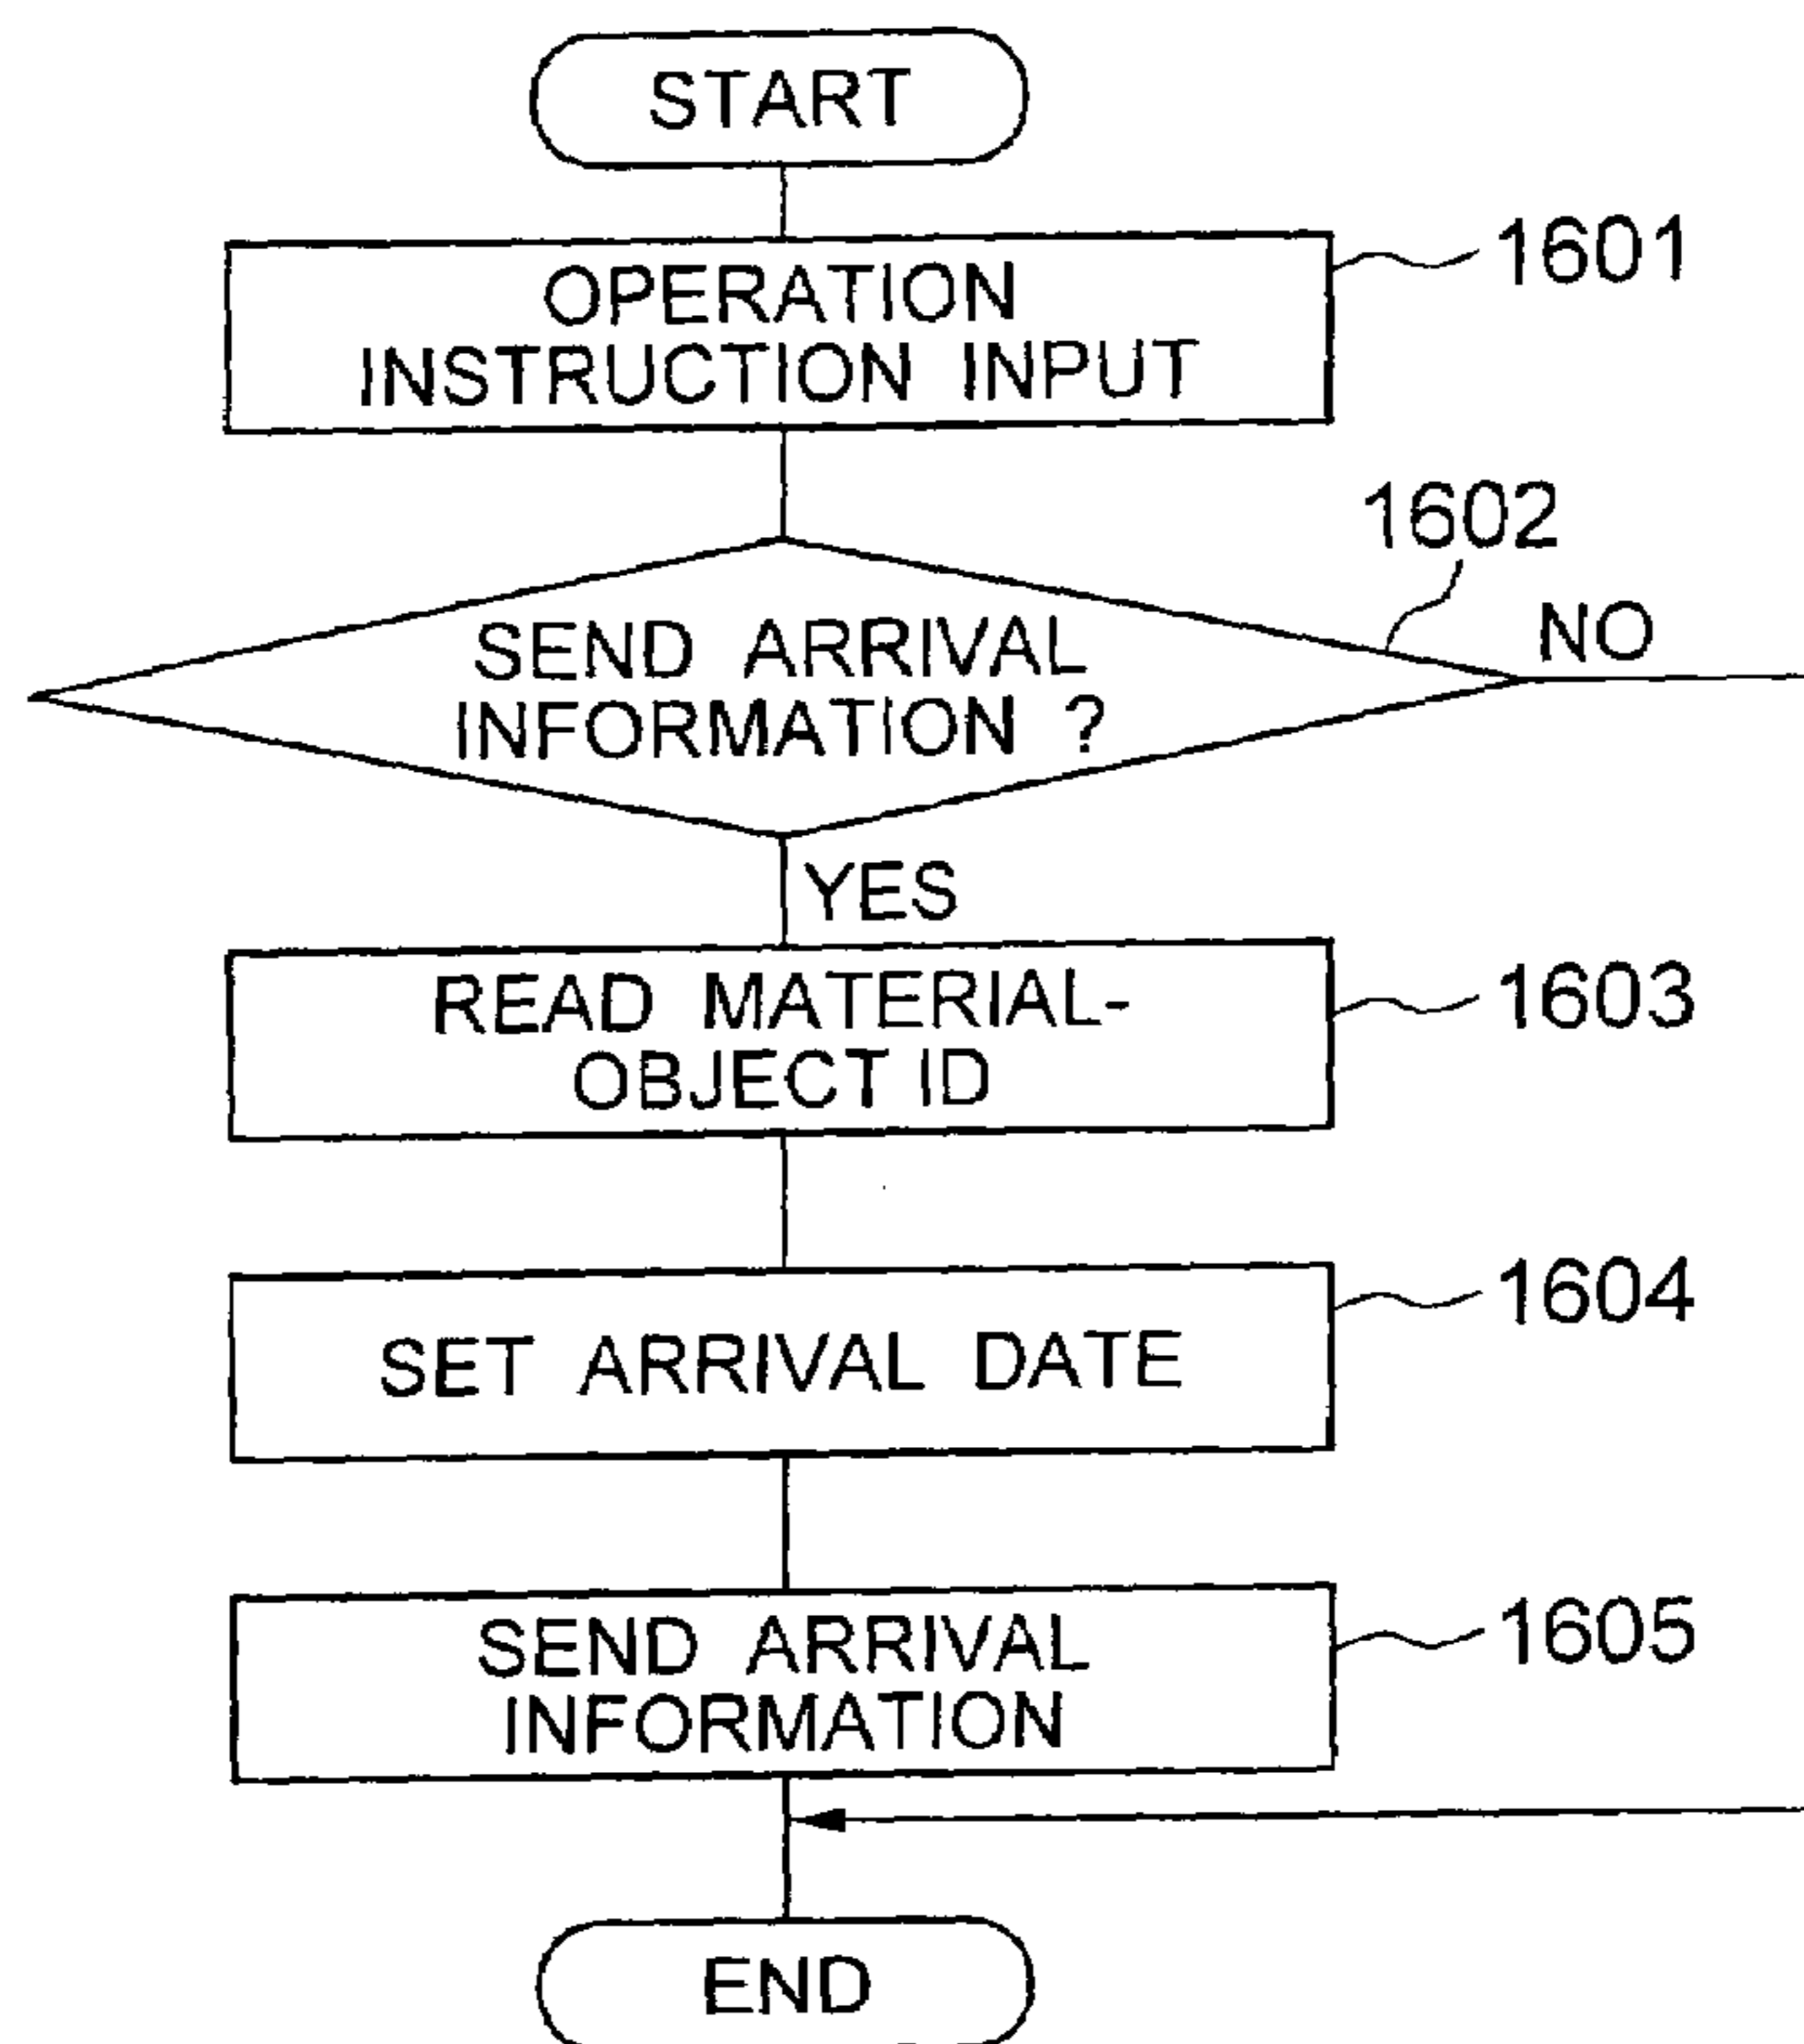 START
OPERATION
INSTRUCTION INPUT
1601
1602
SEND ARRIVAL
INFORMATION ?
NO
YES
READ MATERIAL-
OBJECT ID
1603
SET ARRIVAL DATE
1604
SEND ARRIVAL
INFORMATION
1605
END